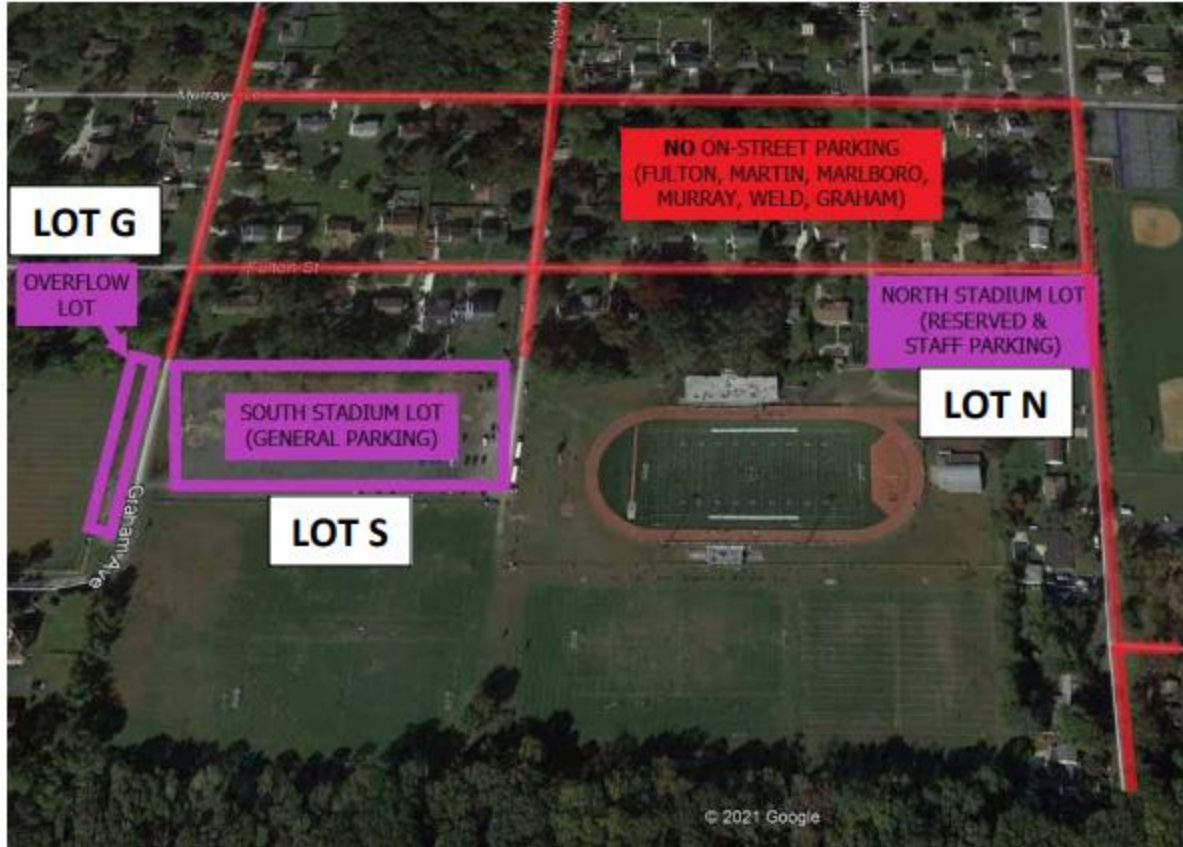 Murray
NO ON-STREET PARKING
(FULTON, MARTIN, MARLBORO,
MURRAY, WELD, GRAHAM)
LOT G
OVERFLOW
LOT
Fulton St
NORTH STADIUM LOT
(RESERVED &
STAFF PARKING)
LOT N
SOUTH STADIUM LOT
(GENERAL PARKING)
LOT S
Graham Ave
© 2021 Google